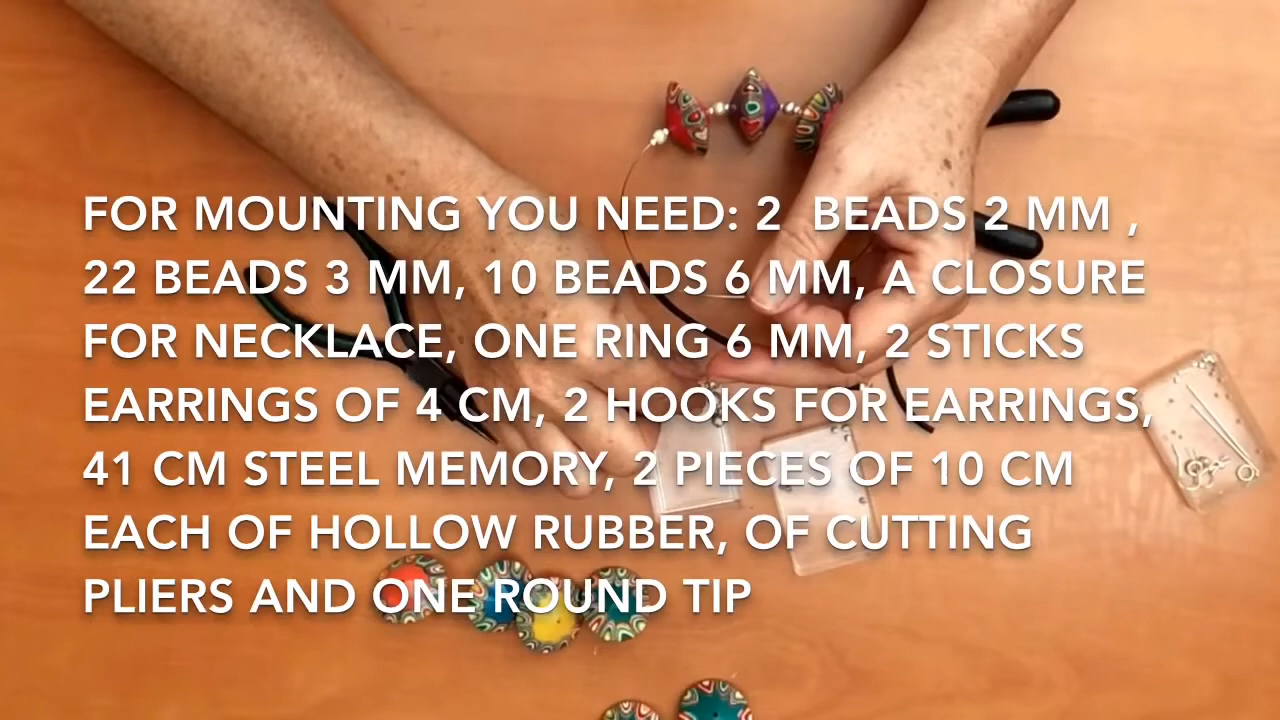 FOR MOUNTING YOU NEED: 2 BEADS 2 MM ,
22 BEADS 3 MM, 10 BEADS 6 MM, A CLOSURE
FOR NECKLACE, ONE RING 6 MM, 2 STICKS
EARRINGS OF 4 CM, 2 HOOKS FOR EARRINGS,
41 CM STEEL MEMORY, 2 PIECES OF 10 CM
EACH OF HOLLOW RUBBER, OF CUTTING
PLIERS AND ONE ROUND TIP